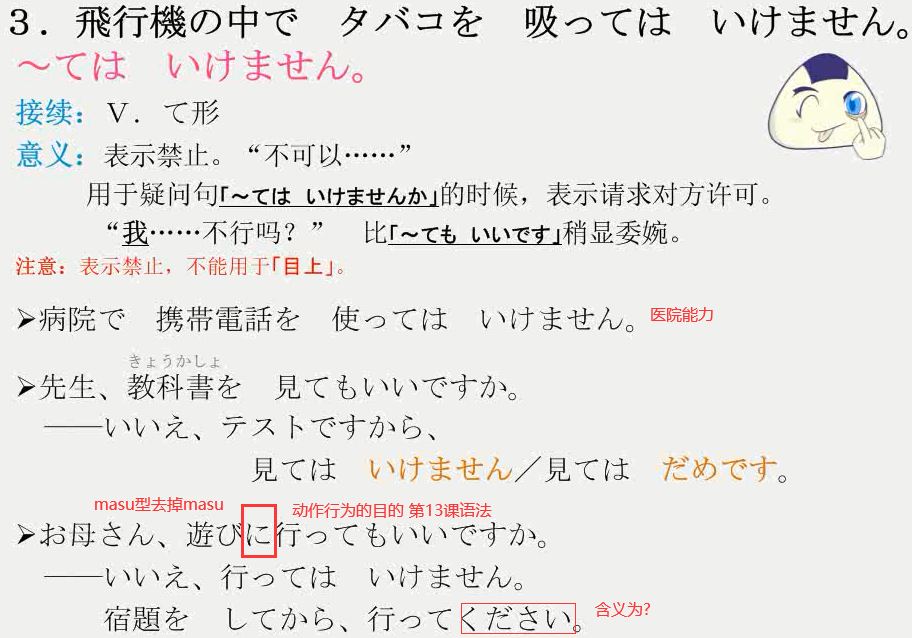 ３．飛行機の中で　タバコを　吸っては　いけません。
～ては　いけません。
接续：Ｖ．て形
意义：表示禁止。“不可以……”
用于疑问句「～ては いけませんか」的时候，表示请求对方许可。
“我……不行吗？”　比「～ても いいです」稍显委婉。
注意：表示禁止，不能用于「目上」。
➢病院で　携帯電話を　使っては　いけません。 医院能力
きょうかしょ
➢先生、教科書を　見てもいいですか。
――いいえ、テストですから、
見ては　いけません／見ては　だめです。
masu型去掉masu 动作行为的目的 第13课语法
➢お母さん、遊びに行ってもいいですか。
――いいえ、行っては　いけません。
宿題を　してから、行ってください。 含义为?